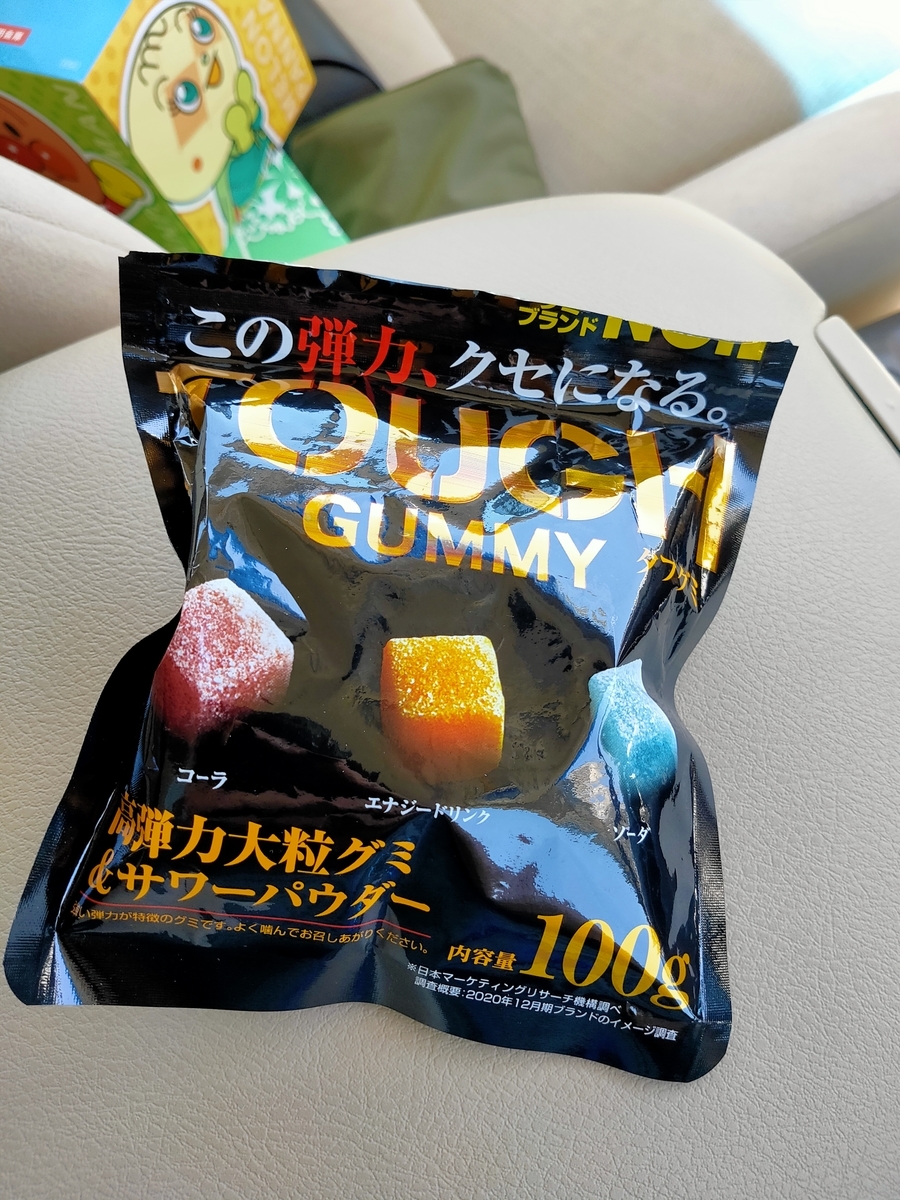 MELON
PANNA
ブランド No.1
この弾力、クセになる。
TOUGH
GUMMY
タフグミ
コーラ
エナジードリンク
ソーダ
高弾力大粒グミ
&サワーパウダー
強い弾力が特徴のグミです。よく噛んでお召しあがりください。
内容量100g
※日本マーケティングリサーチ機構調べ
調査概要:2020年12月期ブランドのイメージ調査